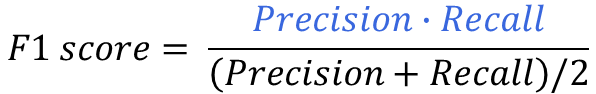 F1 score = Precision · Recall / (Precision + Recall)/2